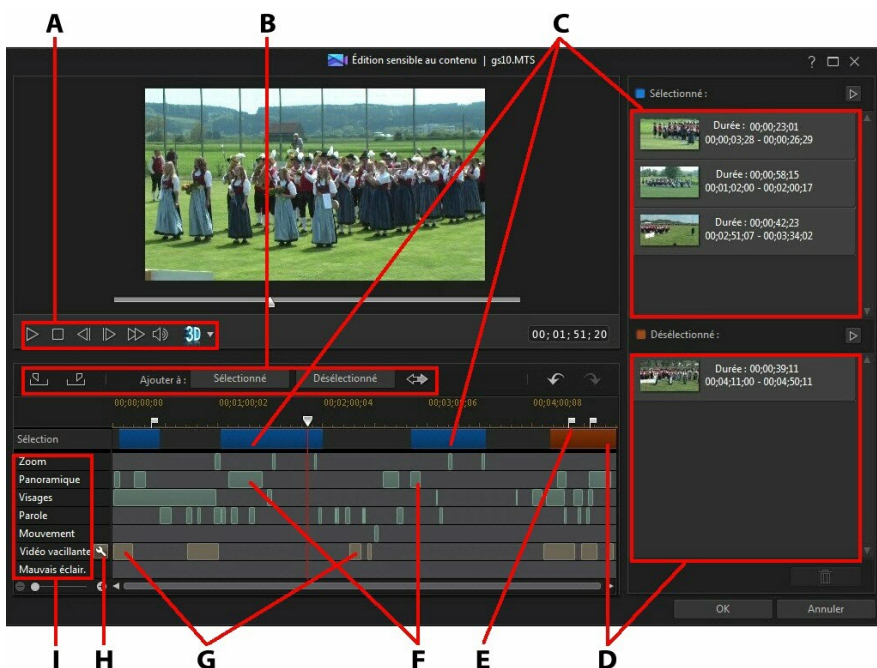 A B C
Édition sensible au contenu | gs10.MTS
?
Sélectionné :
Durée : 00;00;23;01
00;00;03;28 - 00;00;26;29
Durée : 00;00;58;15
00;01;02;00 - 00;02;00;17
Durée : 00;00;42;23
00;02;51;07 - 00;03;34;02
3D
00; 01; 51; 20
Désélectionné :
Durée : 00;00;39;11
00;04;11;00 - 00;04;50;11
Ajouter à : Sélectionné Désélectionné
00;00;00;00 00;01;00;02 00;02;00;04 00;03;00;06 00;04;00;08
Sélection
Zoom
Panoramique
Visages
Parole
Mouvement
Vidéo vacillante
Mauvais éclair.
OK Annuler
I H G F E D